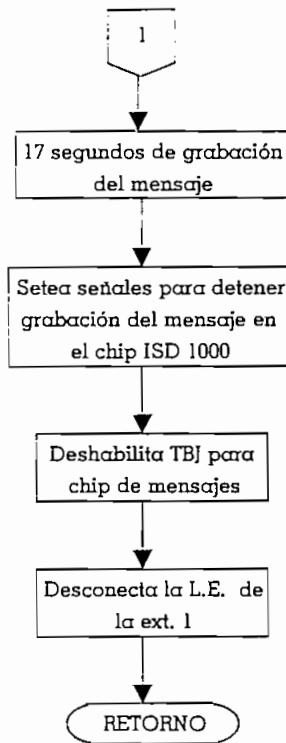 1
17 segundos de grabación
del mensaje
Setea señales para detener
grabación del mensaje en
el chip ISD 1000
Deshabilita TBJ para
chip de mensajes
Desconecta la L.E. de
la ext. 1
RETORNO